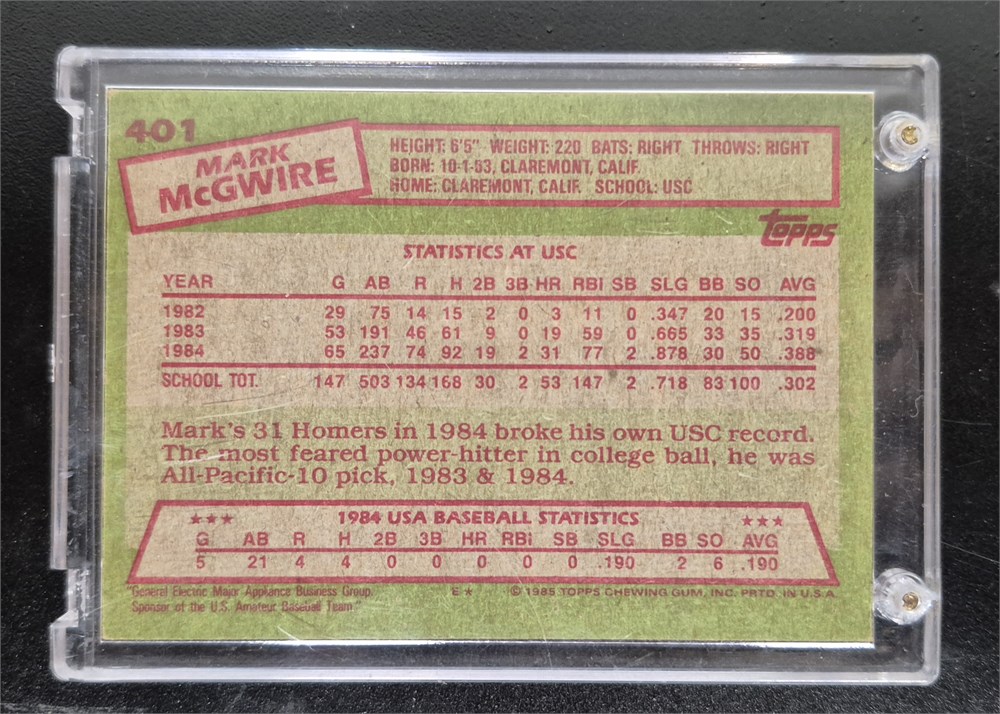 401
MARK McGWIRE
HEIGHT: 6'5" WEIGHT: 220 BATS: RIGHT THROWS: RIGHT
BORN: 10-1-63, CLAREMONT, CALIF.
HOME: CLAREMONT, CALIF. SCHOOL: USC
topps
STATISTICS AT USC
YEAR G AB R H 2B 3B HR RBI SB SLG BB SO AVG
1982 29 75 14 15 2 0 3 11 0 .347 20 15 .200
1983 53 191 46 61 9 0 19 59 0 .665 33 35 .319
1984 65 237 74 92 19 2 31 77 2 .878 30 50 .388
SCHOOL TOT. 147 503 134 168 30 2 53 147 2 .718 83 100 .302
Mark's 31 Homers in 1984 broke his own USC record.
The most feared power-hitter in college ball, he was
All-Pacific-10 pick, 1983 & 1984.
★★★ 1984 USA BASEBALL STATISTICS ★★★
G AB R H 2B 3B HR RBI SB SLG BB SO AVG
5 21 4 4 0 0 0 0 0 .190 2 6 .190
"General Electric Major Appliance Business Group,
Sponsor of the U.S. Amateur Baseball Team"
E ★ © 1985 TOPPS CHEWING GUM, INC. PRTD. IN U.S.A.